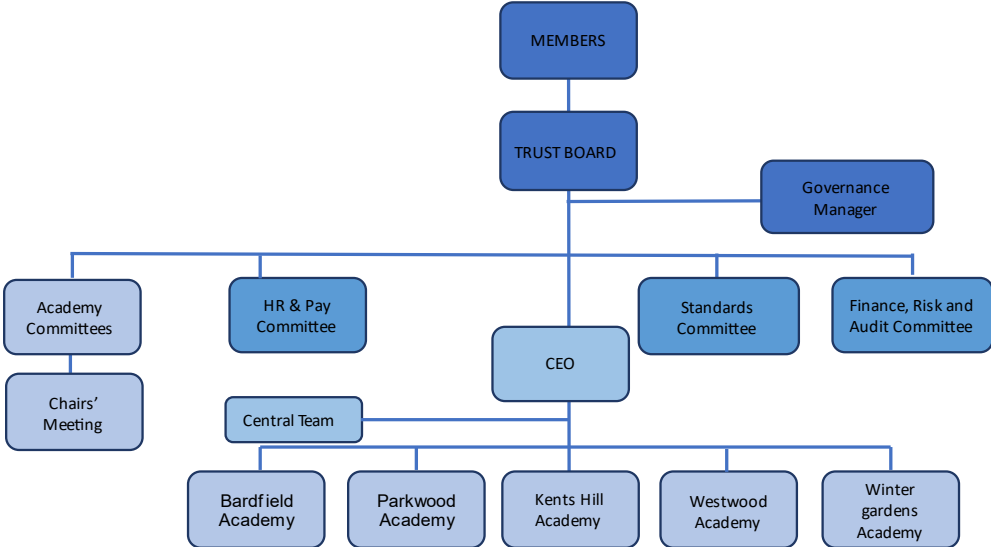 MEMBERS
TRUST BOARD
Governance
Manager
Academy
Committees
HR & Pay
Committee
Standards
Committee
Finance, Risk and
Audit Committee
CEO
Chairs’
Meeting
Central Team
Bardfield
Academy
Parkwood
Academy
Kents Hill
Academy
Westwood
Academy
Winter
gardens
Academy